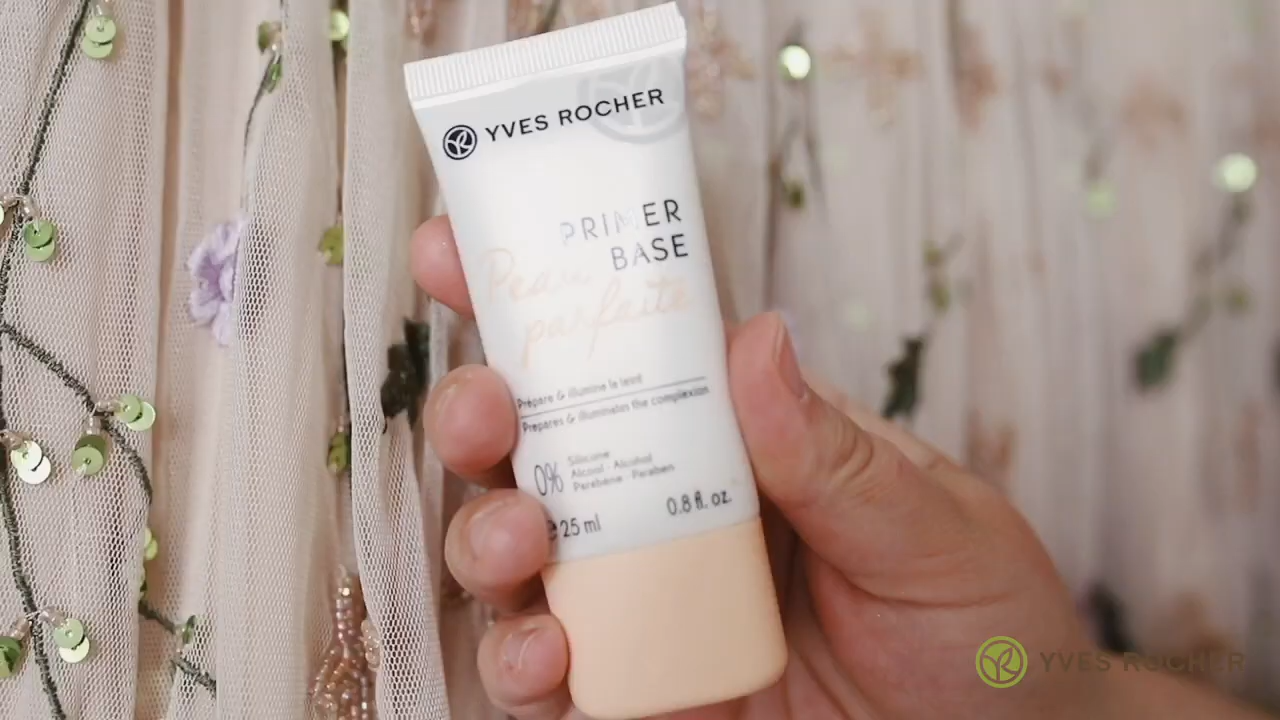 YVES ROCHER
PRIMER
BASE
Peau
parfaite
Prépare & illumine le teint
Prepares & illuminates the complexion
0% Silicone
Alcool - Alcohol
Parabène - Paraben
e 25 ml 0.8 fl. oz.
YVES ROCHER